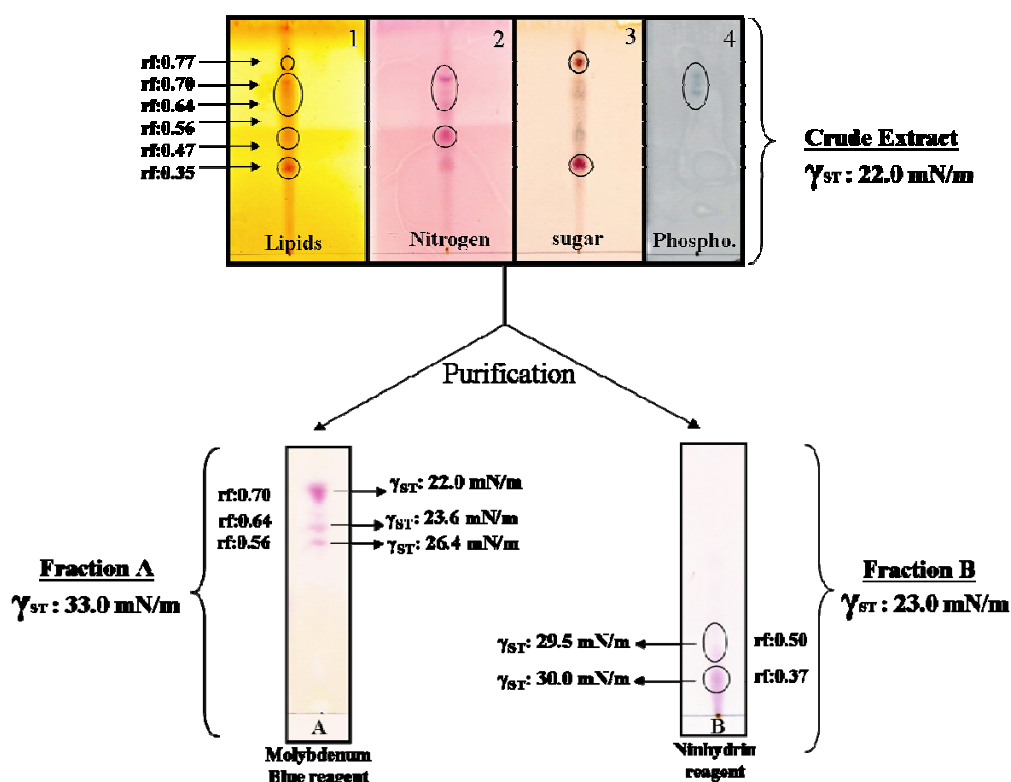 1
2
3
4
rf:0.77
rf:0.70
rf:0.64
rf:0.56
rf:0.47
rf:0.35
Lipids
Nitrogen
sugar
Phospho.
Crude Extract
γST : 22.0 mN/m
Purification
rf:0.70
rf:0.64
rf:0.56
γST: 22.0 mN/m
γST: 23.6 mN/m
γST: 26.4 mN/m
Fraction A
γST : 33.0 mN/m
A
Molybdenum
Blue reagent
Fraction B
γST : 23.0 mN/m
γST: 29.5 mN/m
rf:0.50
γST: 30.0 mN/m
rf:0.37
B
Ninhydrin
reagent